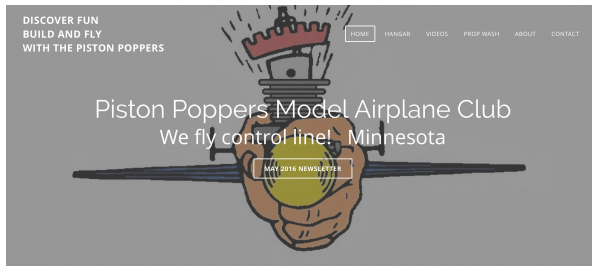 DISCOVER FUN
BUILD AND FLY
WITH THE PISTON POPPERS
HOME HANGAR VIDEOS PROP WASH ABOUT CONTACT
Piston Poppers Model Airplane Club
We fly control line! Minnesota
MAY 2016 NEWSLETTER